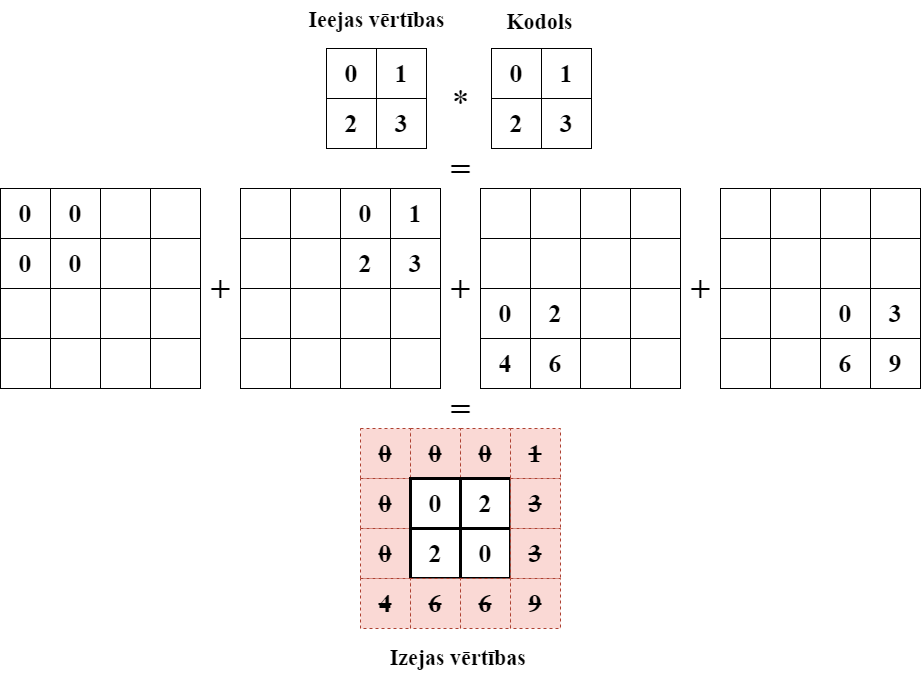 Ieejas vērtības Kodols
0 1 0 1
*
2 3 2 3
=
0 0 0 1
0 0 2 3
+ + +
0 2 0 3
4 6 6 9
=
0 0 0 1
0 0 2 3
0 2 0 3
4 6 6 9
Izejas vērtības